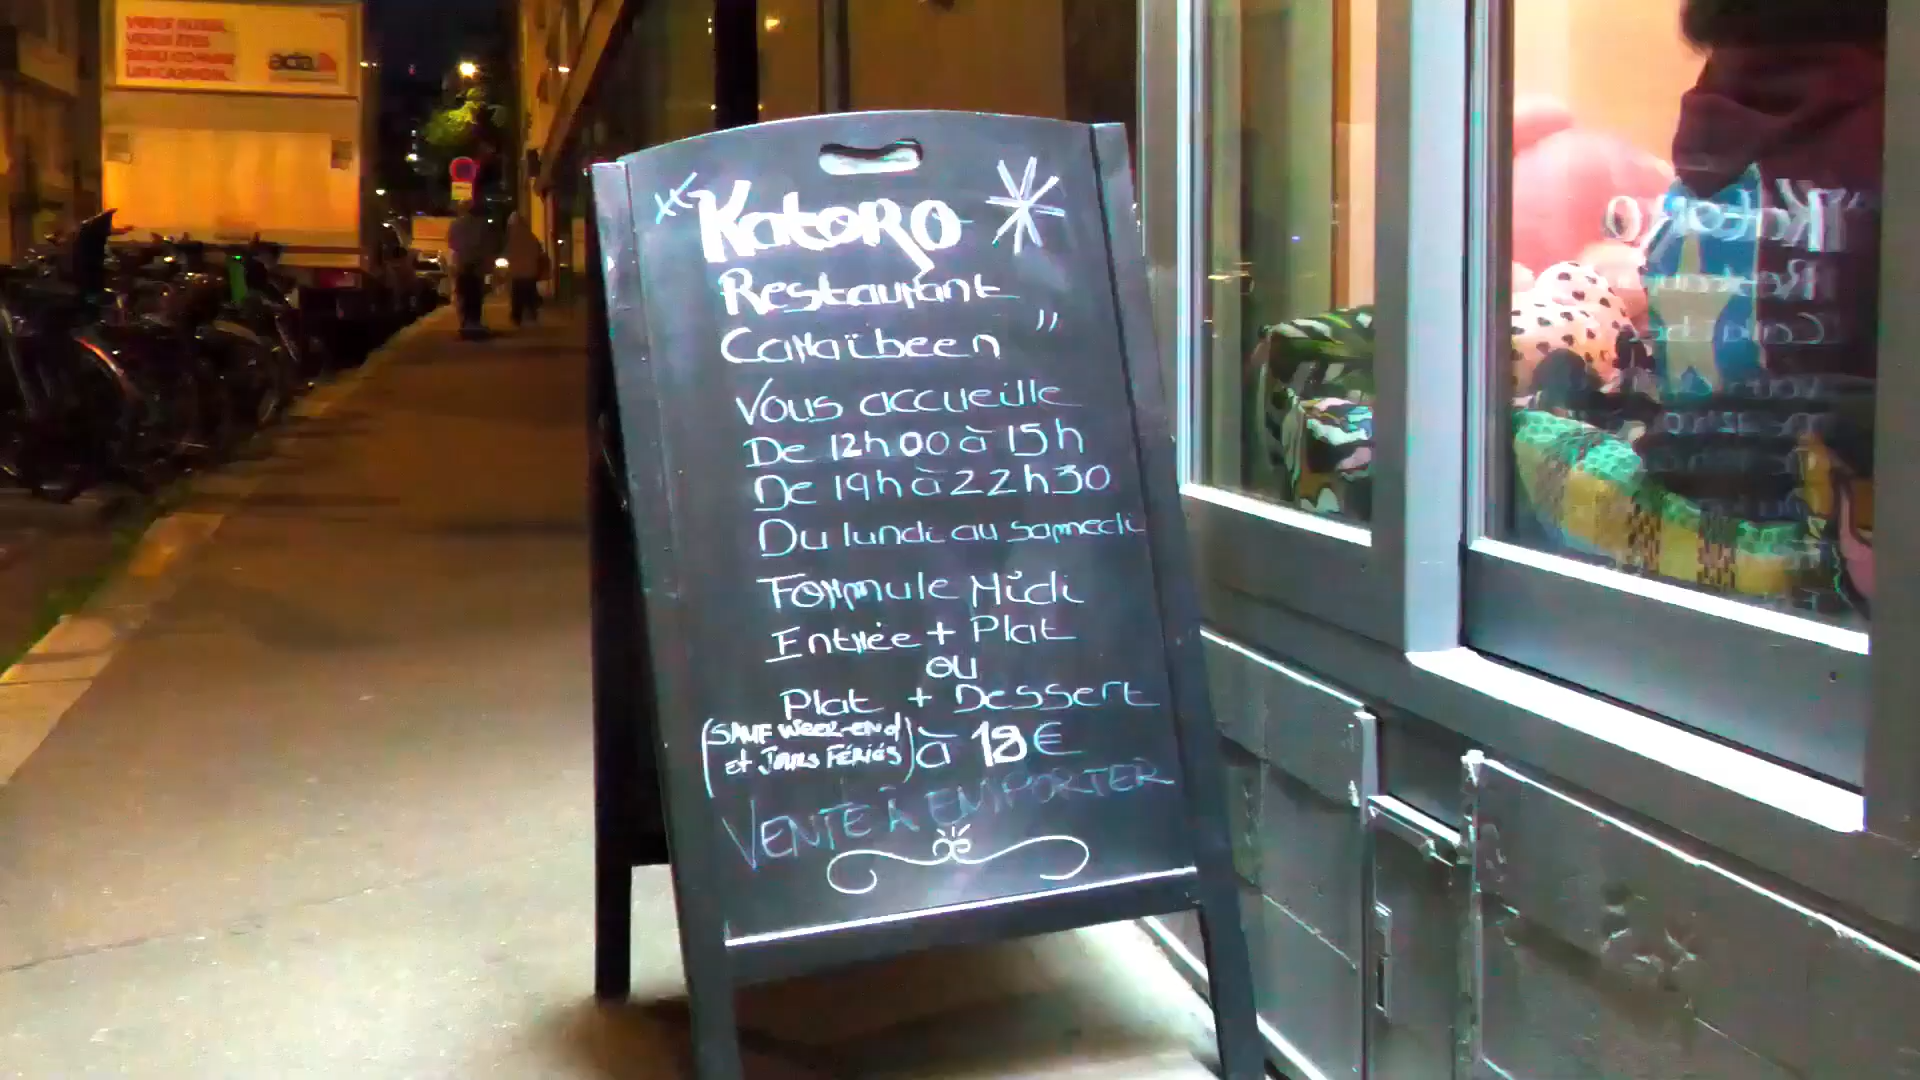 "Katoro
Restaurant
Caraïbeen "
Vous accueille
De 12h00 à 15h
De 19h à 22h30
Du lundi au samedi
Formule Midi
Entrée + Plat
ou
Plat + Dessert
(SAUF WEEK-END
et JOURS FÉRIÉS) à 18€
VENTE À EMPORTER
ada